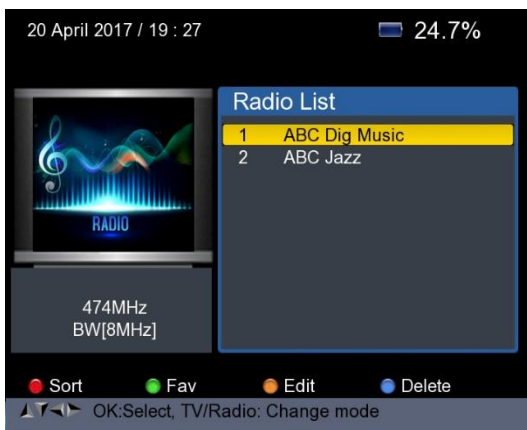 20 April 2017 / 19 : 27
24.7%
Radio List
1 ABC Dig Music
2 ABC Jazz
RADIO
474MHz
BW[8MHz]
Sort Fav Edit Delete
OK:Select, TV/Radio: Change mode